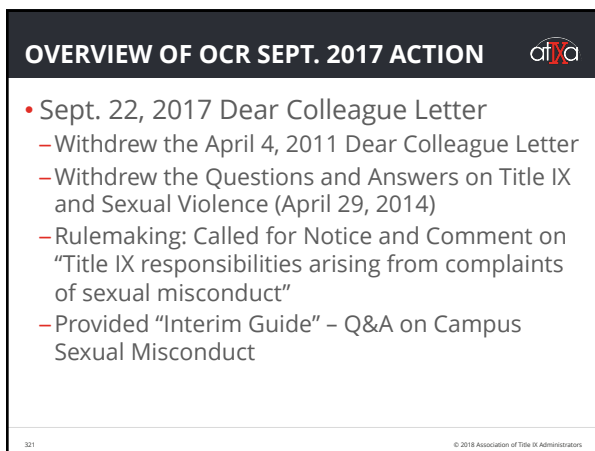 OVERVIEW OF OCR SEPT. 2017 ACTION
atIXa
• Sept. 22, 2017 Dear Colleague Letter
– Withdrew the April 4, 2011 Dear Colleague Letter
– Withdrew the Questions and Answers on Title IX
and Sexual Violence (April 29, 2014)
– Rulemaking: Called for Notice and Comment on
“Title IX responsibilities arising from complaints
of sexual misconduct”
– Provided “Interim Guide” – Q&A on Campus
Sexual Misconduct
321
© 2018 Association of Title IX Administrators